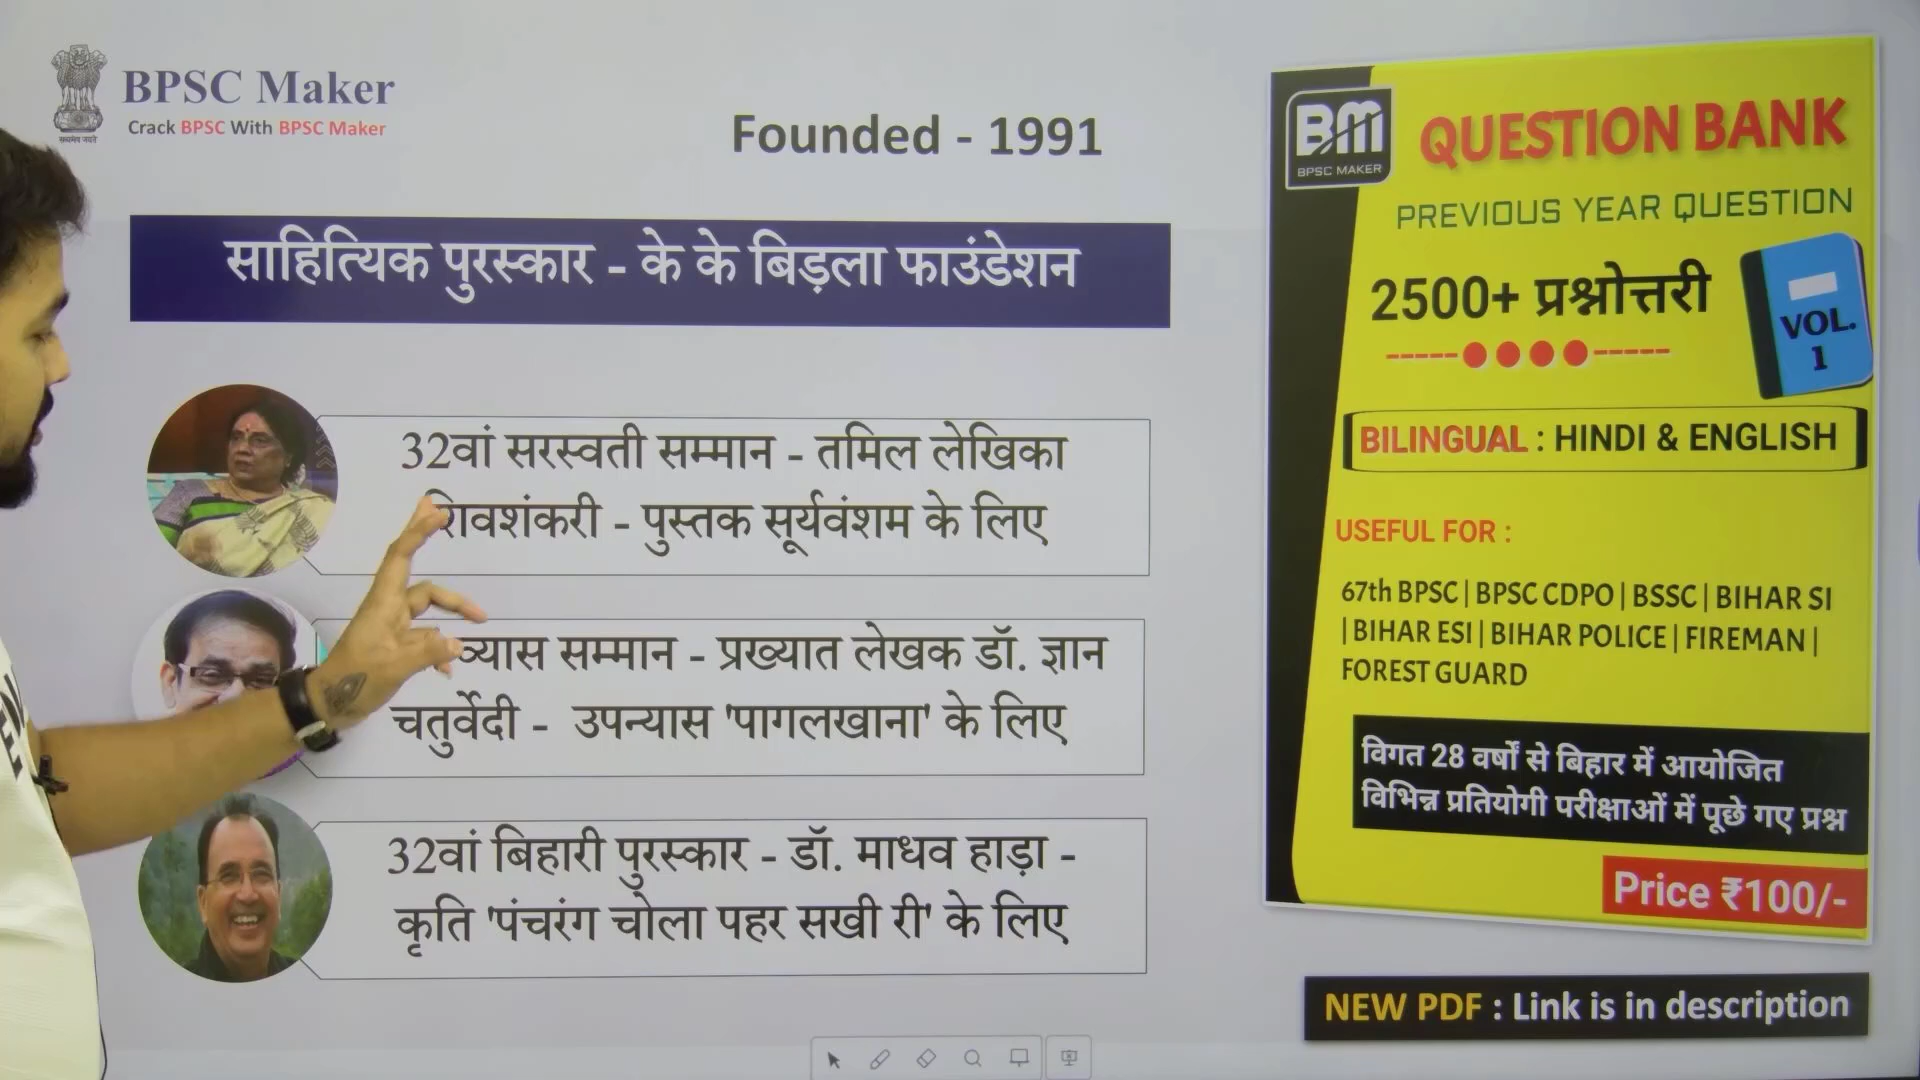 सत्यमेव जयते
BPSC Maker
Crack BPSC With BPSC Maker
Founded - 1991
साहित्यिक पुरस्कार - के के बिड़ला फाउंडेशन
32वां सरस्वती सम्मान - तमिल लेखिका
शिवशंकरी - पुस्तक सूर्यवंशम के लिए
व्यास सम्मान - प्रख्यात लेखक डॉ. ज्ञान
चतुर्वेदी - उपन्यास 'पागलखाना' के लिए
32वां बिहारी पुरस्कार - डॉ. माधव हाड़ा -
कृति 'पंचरंग चोला पहर सखी री' के लिए
BM
BPSC MAKER
QUESTION BANK
PREVIOUS YEAR QUESTION
2500+ प्रश्नोत्तरी
VOL.
1
BILINGUAL : HINDI & ENGLISH
USEFUL FOR :
67th BPSC | BPSC CDPO | BSSC | BIHAR SI
| BIHAR ESI | BIHAR POLICE | FIREMAN |
FOREST GUARD
विगत 28 वर्षों से बिहार में आयोजित
विभिन्न प्रतियोगी परीक्षाओं में पूछे गए प्रश्न
Price ₹100/-
NEW PDF : Link is in description